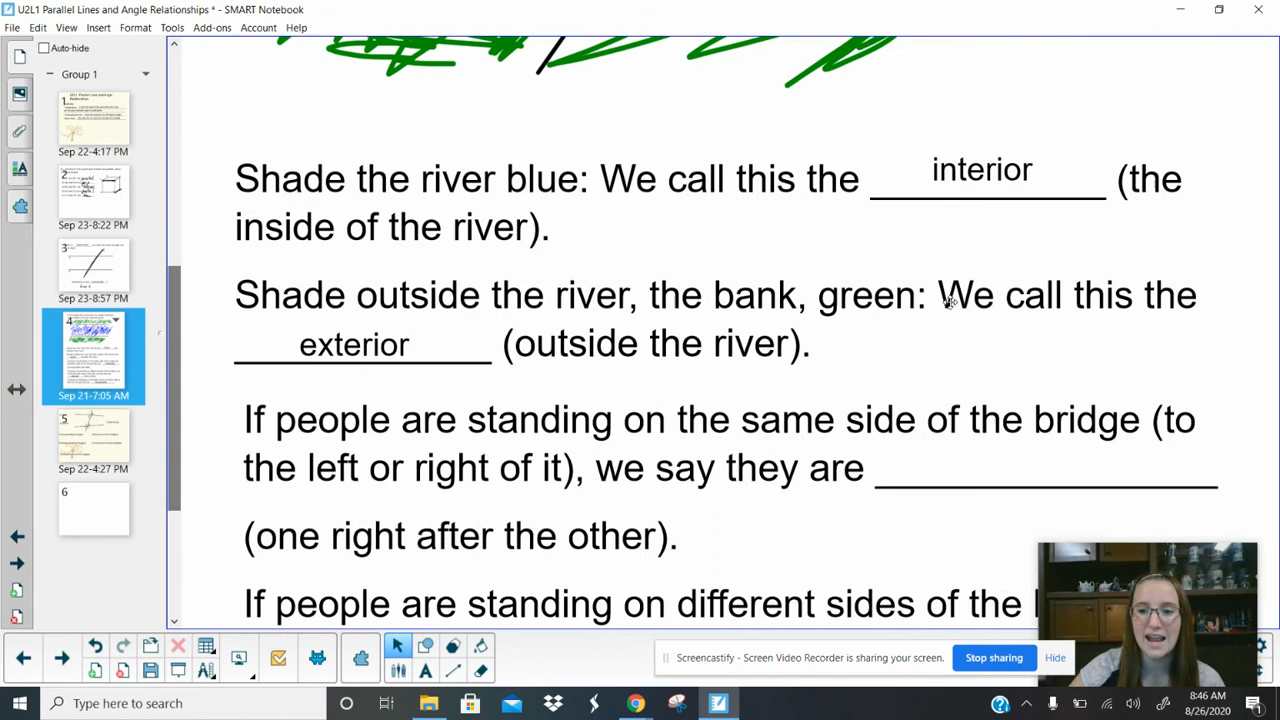 U2L1 Parallel Lines and Angle Relationships * - SMART Notebook
File Edit View Insert Format Tools Add-ons Account Help
Auto-hide
Group 1
1
Sep 22-4:17 PM
2
Sep 23-8:22 PM
3
Sep 23-8:57 PM
4
Sep 21-7:05 AM
5
Sep 22-4:27 PM
6
Shade the river blue: We call this the interior (the
inside of the river).
Shade outside the river, the bank, green: We call this the
exterior (outside the river).
If people are standing on the same side of the bridge (to
the left or right of it), we say they are
(one right after the other).
If people are standing on different sides of the
Screencastify - Screen Video Recorder is sharing your screen. Stop sharing Hide
Type here to search
8:46 AM
8/26/2020